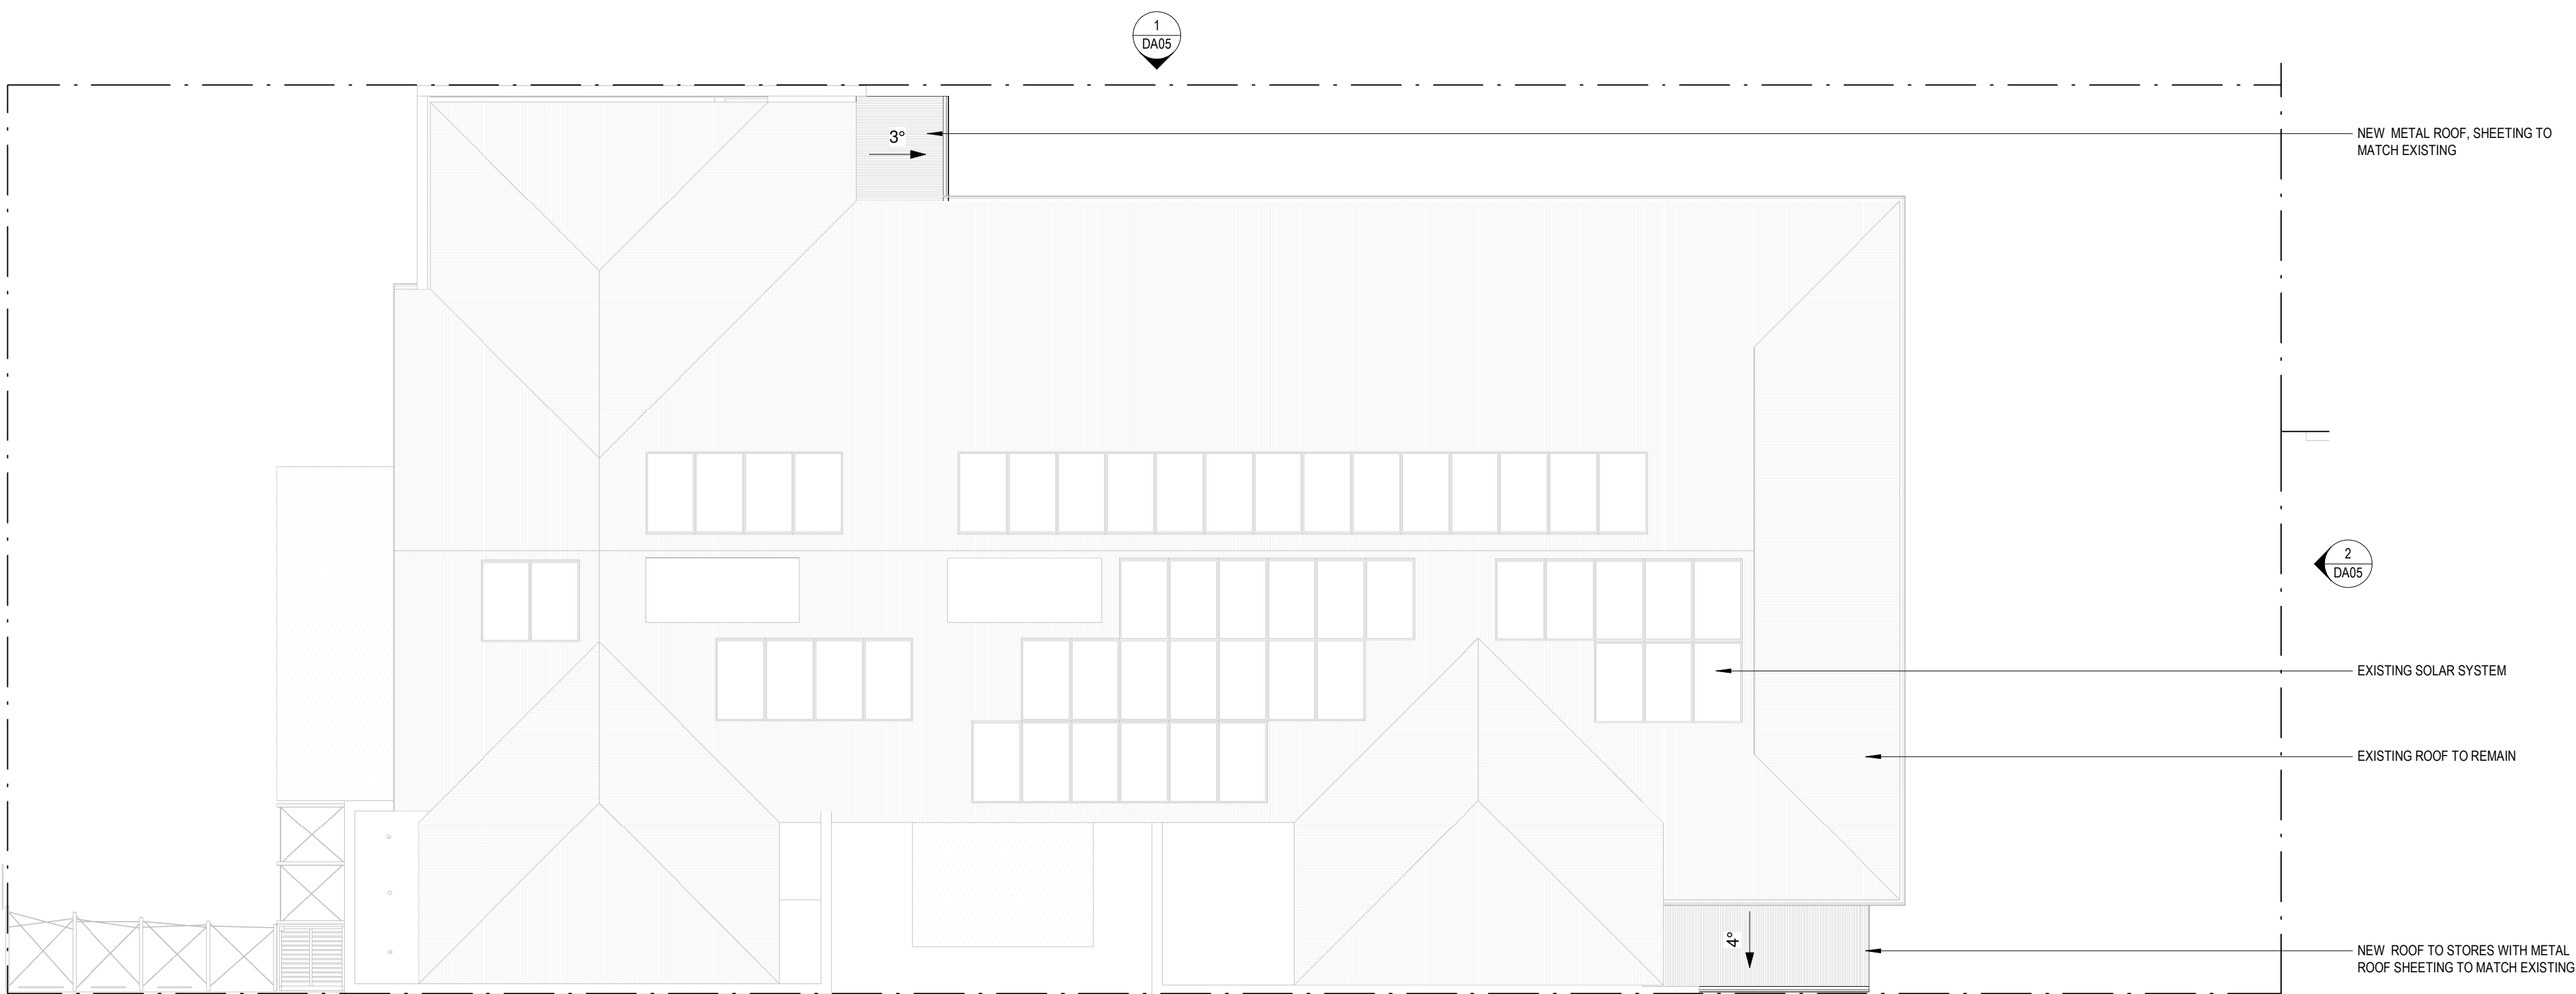 1
DA05
3°
NEW METAL ROOF, SHEETING TO
MATCH EXISTING
2
DA05
EXISTING SOLAR SYSTEM
EXISTING ROOF TO REMAIN
4°
NEW ROOF TO STORES WITH METAL
ROOF SHEETING TO MATCH EXISTING